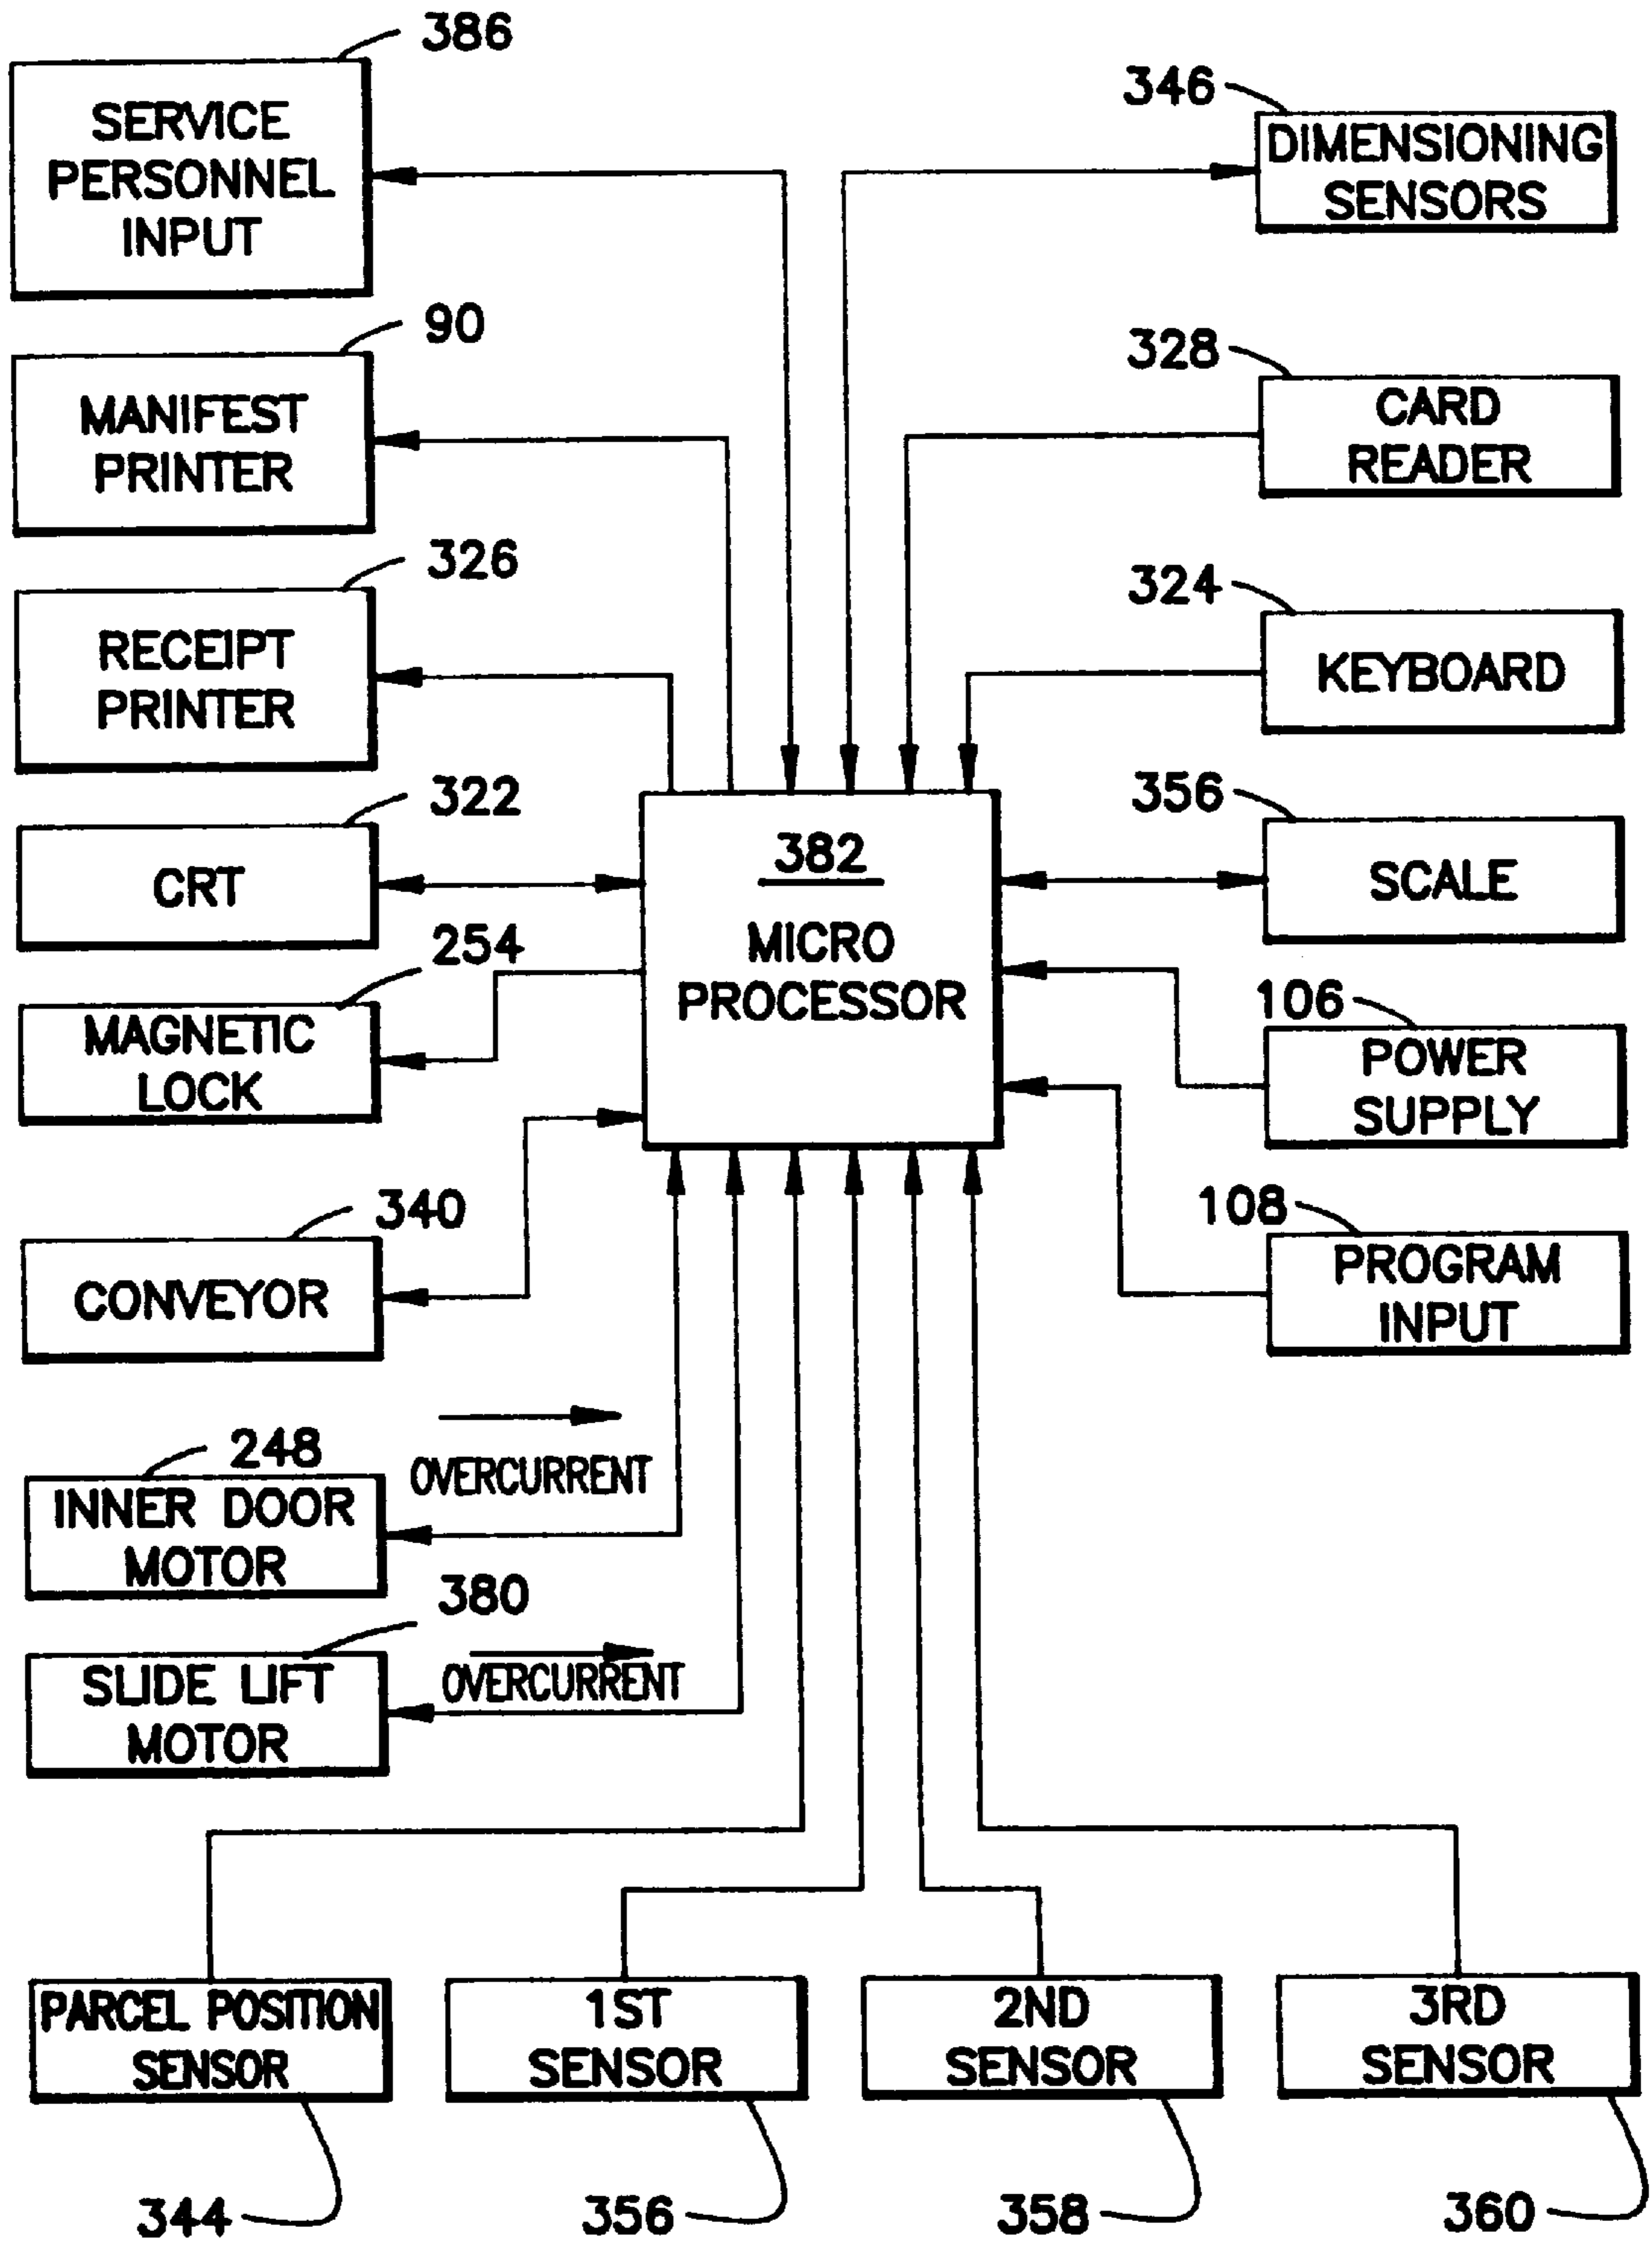 386
SERVICE
PERSONNEL
INPUT
346
DIMENSIONING
SENSORS
90
MANIFEST
PRINTER
328
CARD
READER
326
RECEIPT
PRINTER
324
KEYBOARD
322
CRT
382
MICRO
PROCESSOR
356
SCALE
254
MAGNETIC
LOCK
106
POWER
SUPPLY
340
CONVEYOR
108
PROGRAM
INPUT
248
INNER DOOR
MOTOR
OVERCURRENT
380
SLIDE LIFT
MOTOR
OVERCURRENT
PARCEL POSITION
SENSOR
344
1ST
SENSOR
356
2ND
SENSOR
358
3RD
SENSOR
360